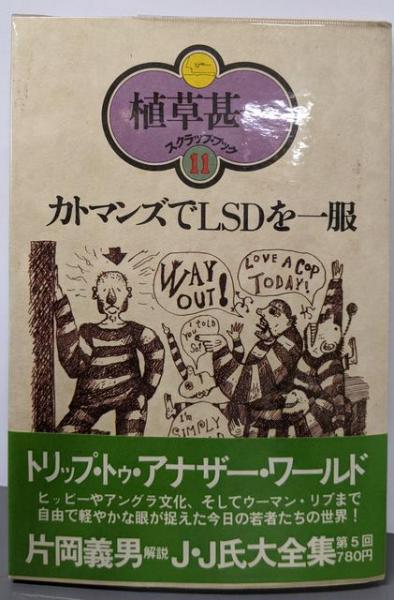 植草甚一
スクラップ・ブック
11
カトマンズでLSDを一服
WAY
OUT!
LOVE A COP
TODAY!
I TOLD
YOU
SO!
I'm
SIMPLY
トリップ・トゥ・アナザー・ワールド
ヒッピーやアングラ文化、そしてウーマン・リブまで
自由で軽やかな眼が捉えた今日の若者たちの世界!
片岡義男 解説 J・J氏大全集 第5回
780円